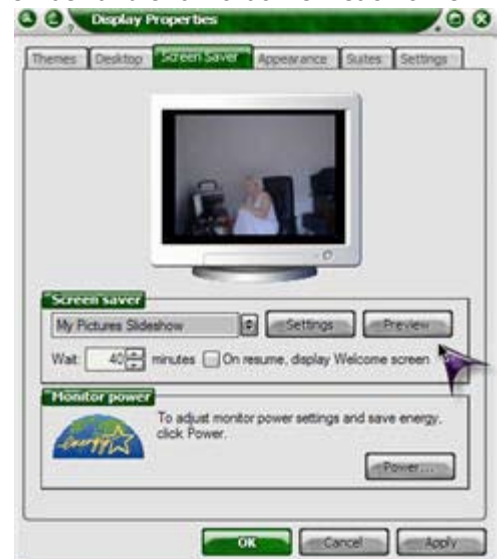 Display Properties
Themes Desktop Screen Saver Appearance Suites Settings
Screen saver
My Pictures Slideshow Settings Preview
Wait: 40 minutes On resume, display Welcome screen
Monitor power
energy
To adjust monitor power settings and save energy,
click Power.
Power...
OK Cancel Apply